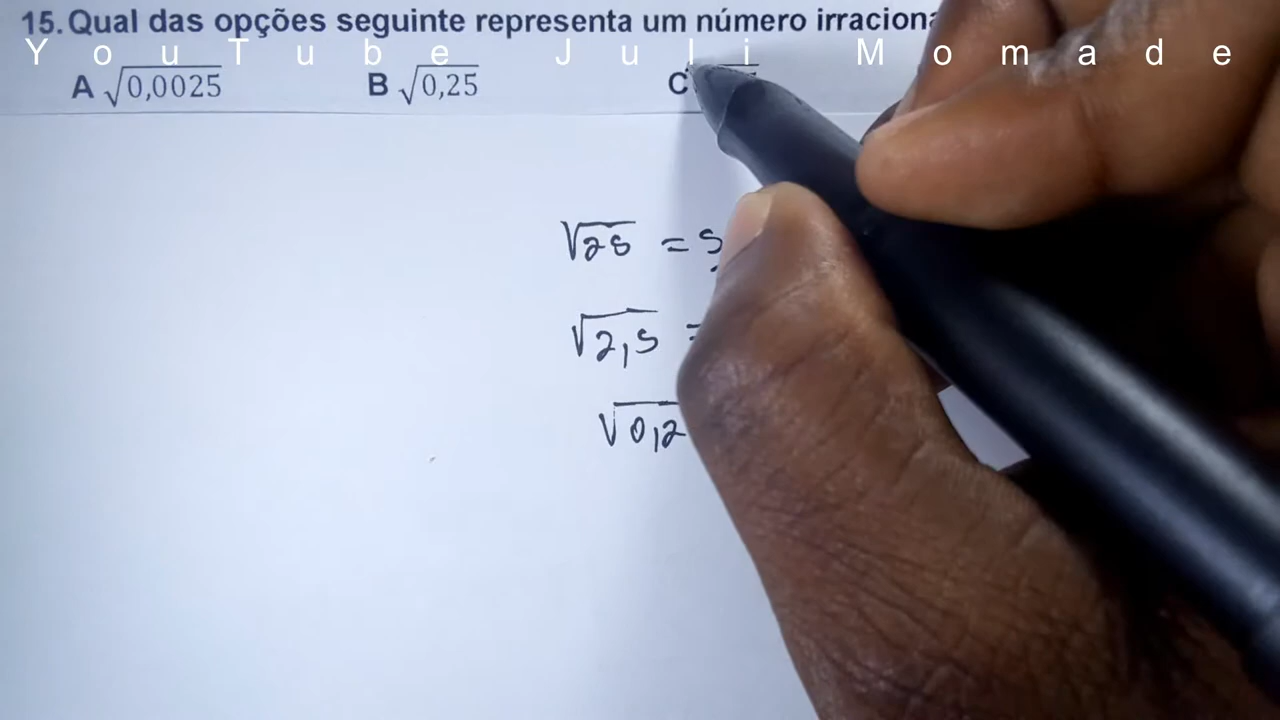 15. Qual das opções seguinte representa um número
YouTube Juli Momade
A √0,0025 B √0,25 C
√25 = 5
√2,5 =
√0,2